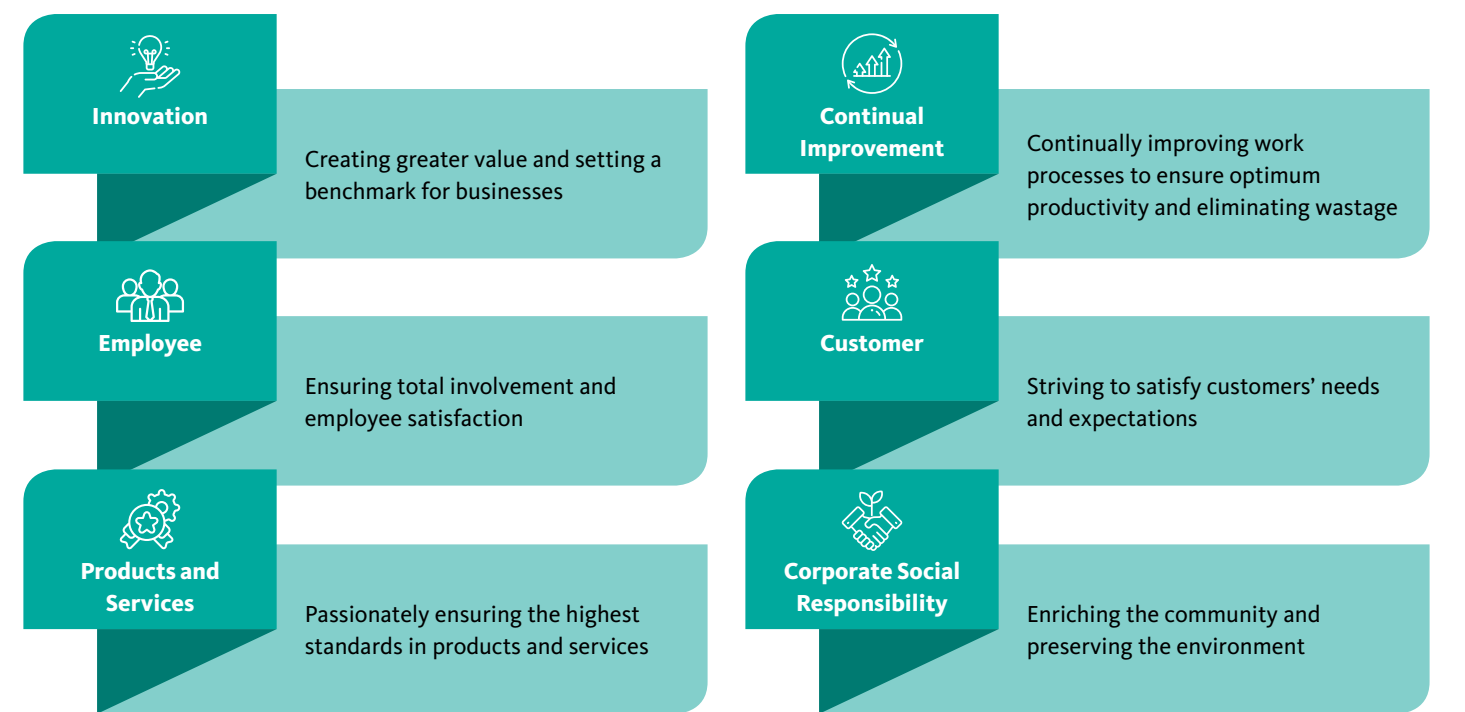 Innovation
Creating greater value and setting a
benchmark for businesses
Continual
Improvement
Continually improving work
processes to ensure optimum
productivity and eliminating wastage
Employee
Ensuring total involvement and
employee satisfaction
Customer
Striving to satisfy customers’ needs
and expectations
Products and
Services
Passionately ensuring the highest
standards in products and services
Corporate Social
Responsibility
Enriching the community and
preserving the environment